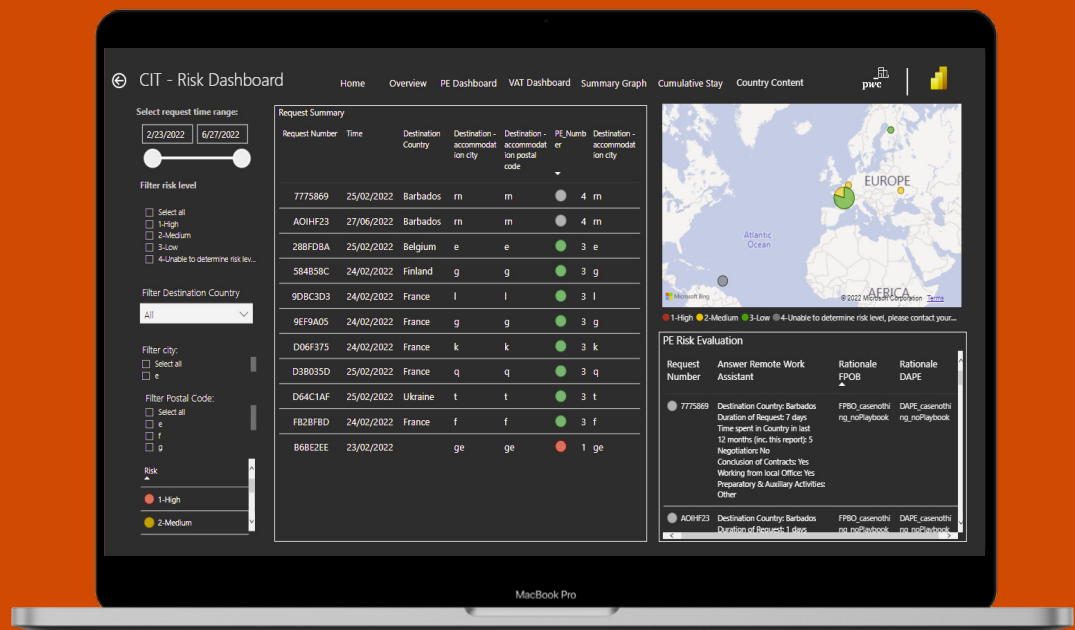 CIT - Risk Dashboard
Home Overview PE Dashboard VAT Dashboard Summary Graph Cumulative Stay Country Content
pwc
Select request time range:
2/23/2022 6/27/2022
Filter risk level
Select all
1-High
2-Medium
3-Low
4-Unable to determine risk lev...
Filter Destination Country
All
Filter city:
Select all
e
Filter Postal Code:
Select all
e
f
g
Risk
1-High
2-Medium
Request Summary
Request Number Time Destination Country Destination - accommodat ion city Destination - accommodat ion postal code PE_Numb er Destination - accommodat ion city
7775869 25/02/2022 Barbados rn rn 4 rn
AOIHF23 27/06/2022 Barbados rn rn 4 rn
28BFDBA 25/02/2022 Belgium e e 3 e
584B58C 24/02/2022 Finland g g 3 g
9DBC3D3 24/02/2022 France l l 3 l
9EF9A05 24/02/2022 France g g 3 g
D06F375 24/02/2022 France k k 3 k
D3B035D 25/02/2022 France q q 3 q
D64C1AF 25/02/2022 Ukraine t t 3 t
FB2BFBD 24/02/2022 France f f 3 f
B6BE2EE 23/02/2022 ge ge 1 ge
EUROPE
Atlantic
Ocean
AFRICA
Microsoft Bing
© 2022 Microsoft Corporation Terms
1-High 2-Medium 3-Low 4-Unable to determine risk level, please contact your...
PE Risk Evaluation
Request Answer Remote Work Rationale Rationale
Number Assistant FPOB DAPE
7775869 Destination Country: Barbados FPBO_casenothi DAPE_casenothi
Duration of Request: 7 days ng_noPlaybook ng_noPlaybook
Time spent in Country in last
12 months (inc. this report): 5
Negotiation: No
Conclusion of Contracts: Yes
Working from local Office: Yes
Preparatory & Auxiliary Activities:
Other
AOIHF23 Destination Country: Barbados FPBO_casenothi DAPE_casenothi
Duration of Request: 1 days ng_noPlaybook ng_noPlaybook
MacBook Pro